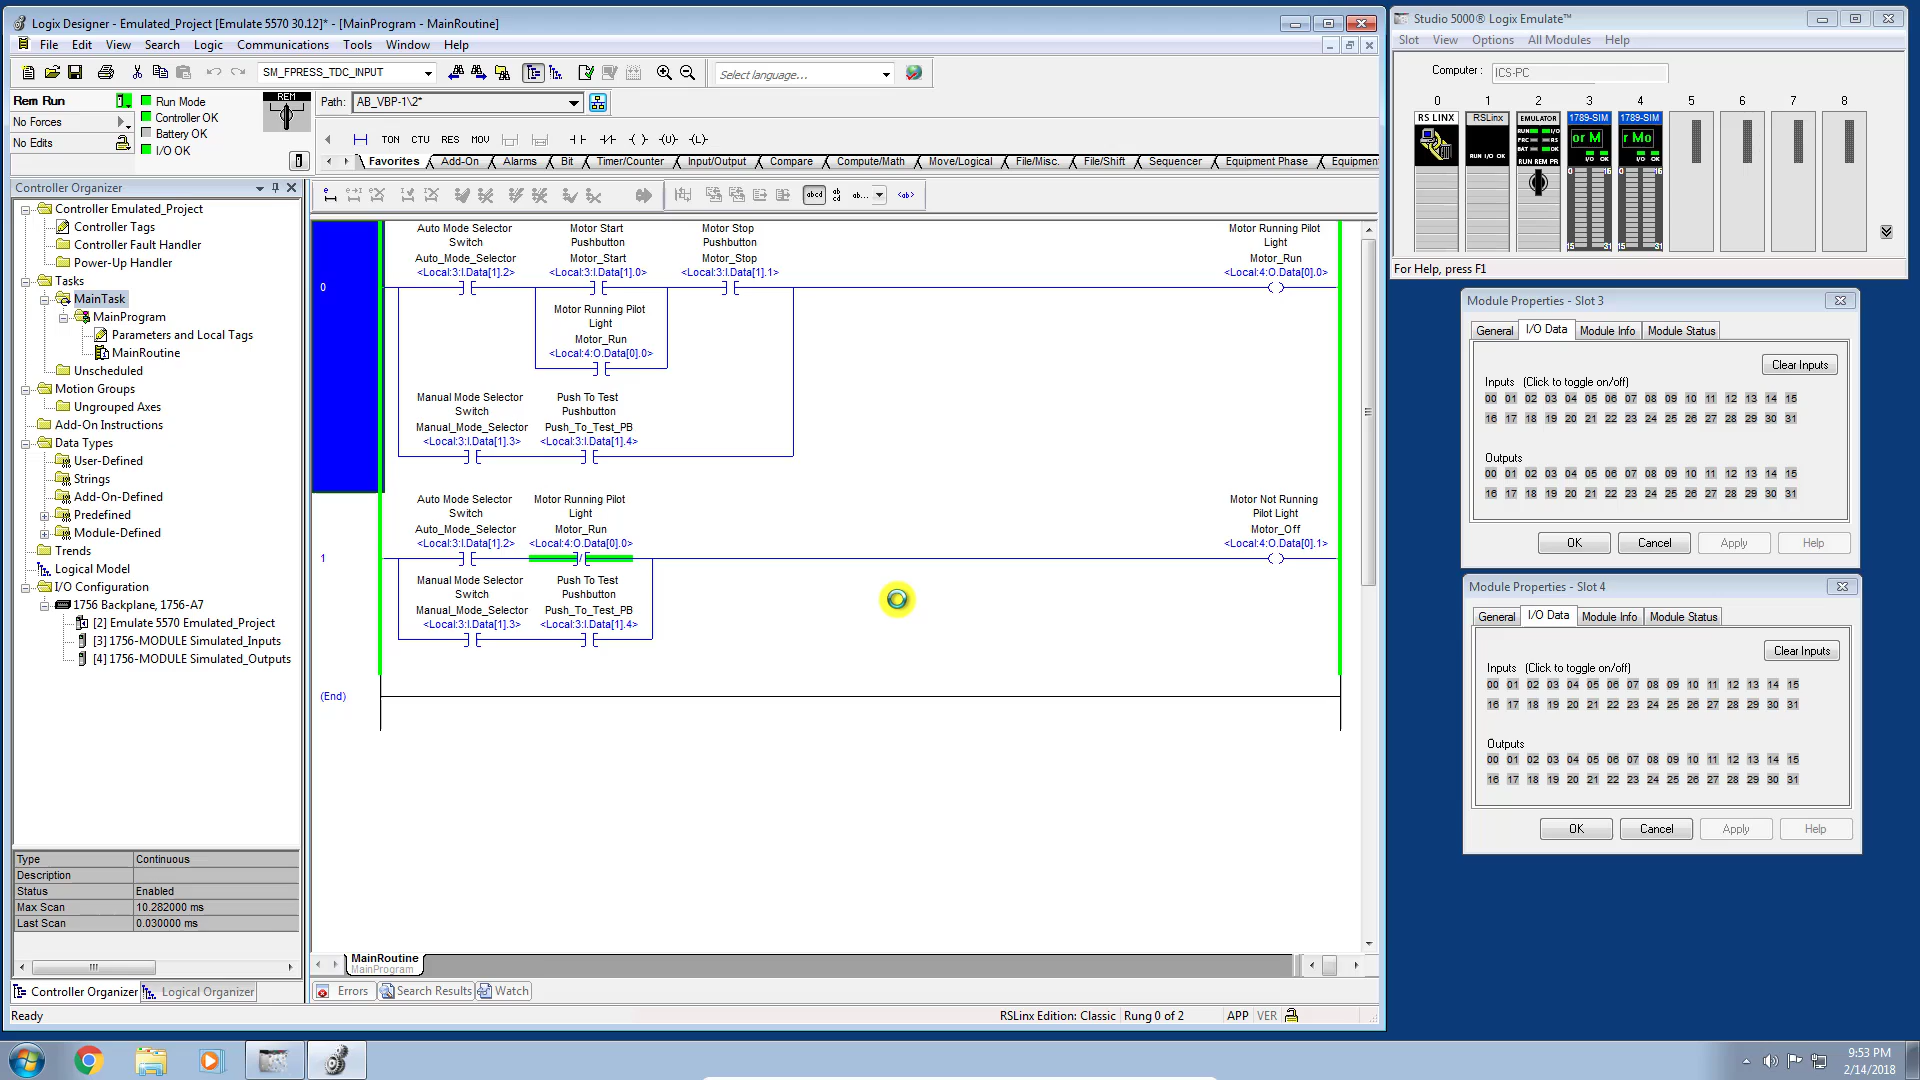 Logix Designer - Emulated_Project [Emulate 5570 30.12]* - [MainProgram - MainRoutine]
File Edit View Search Logic Communications Tools Window Help
SM_FPRESS_TDC_INPUT
Select language...
Rem Run
No Forces
No Edits
Run Mode
Controller OK
Battery OK
I/O OK
REM
Path: AB_VBP-1\2*
TON CTU RES MOV
Favorites Add-On Alarms Bit Timer/Counter Input/Output Compare Compute/Math Move/Logical File/Misc. File/Shift Sequencer Equipment Phase Equipment
Controller Organizer
Controller Emulated_Project
Controller Tags
Controller Fault Handler
Power-Up Handler
Tasks
MainTask
MainProgram
Parameters and Local Tags
MainRoutine
Unscheduled
Motion Groups
Ungrouped Axes
Add-On Instructions
Data Types
User-Defined
Strings
Add-On-Defined
Predefined
Module-Defined
Trends
Logical Model
I/O Configuration
1756 Backplane, 1756-A7
[2] Emulate 5570 Emulated_Project
[3] 1756-MODULE Simulated_Inputs
[4] 1756-MODULE Simulated_Outputs
Type Continuous
Description
Status Enabled
Max Scan 10.282000 ms
Last Scan 0.030000 ms
Controller Organizer Logical Organizer
Ready
0
Auto Mode Selector
Switch
Auto_Mode_Selector
<Local:3:I.Data[1].2>
Motor Start
Pushbutton
Motor_Start
<Local:3:I.Data[1].0>
Motor Stop
Pushbutton
Motor_Stop
<Local:3:I.Data[1].1>
Motor Running Pilot
Light
Motor_Run
<Local:4:O.Data[0].0>
Motor Running Pilot
Light
Motor_Run
<Local:4:O.Data[0].0>
Manual Mode Selector
Switch
Manual_Mode_Selector
<Local:3:I.Data[1].3>
Push To Test
Pushbutton
Push_To_Test_PB
<Local:3:I.Data[1].4>
1
Auto Mode Selector
Switch
Auto_Mode_Selector
<Local:3:I.Data[1].2>
Motor Running Pilot
Light
Motor_Run
<Local:4:O.Data[0].0>
Motor Not Running
Pilot Light
Motor_Off
<Local:4:O.Data[0].1>
Manual Mode Selector
Switch
Manual_Mode_Selector
<Local:3:I.Data[1].3>
Push To Test
Pushbutton
Push_To_Test_PB
<Local:3:I.Data[1].4>
(End)
MainRoutine
MainProgram
Errors Search Results Watch
RSLinx Edition: Classic Rung 0 of 2 APP VER
Studio 5000® Logix Emulate™
Slot View Options All Modules Help
Computer : ICS-PC
0 1 2 3 4 5 6 7 8
RS LINX RSLinx EMULATOR 1789-SIM 1789-SIM
or M r Mo
RUN I/O OK
RUN REM PR
For Help, press F1
Module Properties - Slot 3
General I/O Data Module Info Module Status
Clear Inputs
Inputs (Click to toggle on/off)
00 01 02 03 04 05 06 07 08 09 10 11 12 13 14 15
16 17 18 19 20 21 22 23 24 25 26 27 28 29 30 31
Outputs
00 01 02 03 04 05 06 07 08 09 10 11 12 13 14 15
16 17 18 19 20 21 22 23 24 25 26 27 28 29 30 31
OK Cancel Apply Help
Module Properties - Slot 4
General I/O Data Module Info Module Status
Clear Inputs
Inputs (Click to toggle on/off)
00 01 02 03 04 05 06 07 08 09 10 11 12 13 14 15
16 17 18 19 20 21 22 23 24 25 26 27 28 29 30 31
Outputs
00 01 02 03 04 05 06 07 08 09 10 11 12 13 14 15
16 17 18 19 20 21 22 23 24 25 26 27 28 29 30 31
OK Cancel Apply Help
9:53 PM
2/14/2018